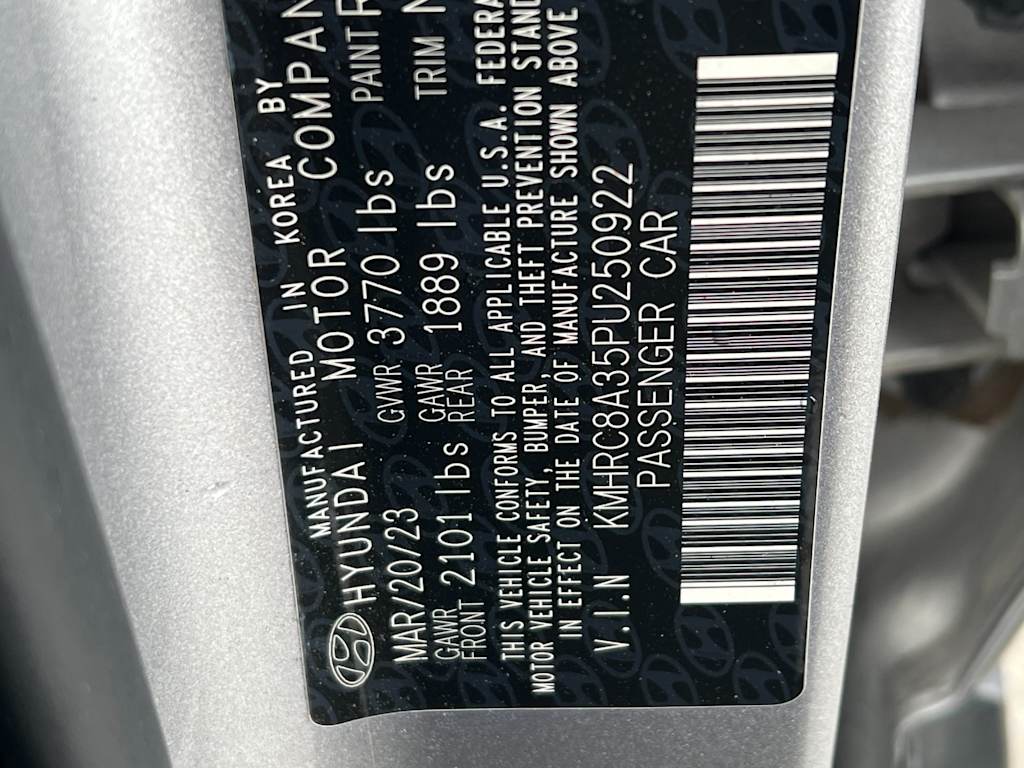 MANUFACTURED IN KOREA BY
HYUNDAI MOTOR COMPAN
MAR/20/23 GVWR 3770 lbs PAINT R
GAWR FRONT 2101 lbs GAWR REAR 1889 lbs TRIM N
THIS VEHICLE CONFORMS TO ALL APPLICABLE U.S.A. FEDERA
MOTOR VEHICLE SAFETY, BUMPER AND THEFT PREVENTION STAND
IN EFFECT ON THE DATE OF MANUFACTURE SHOWN ABOVE
V.I.N KMHRC8A35PU250922
PASSENGER CAR